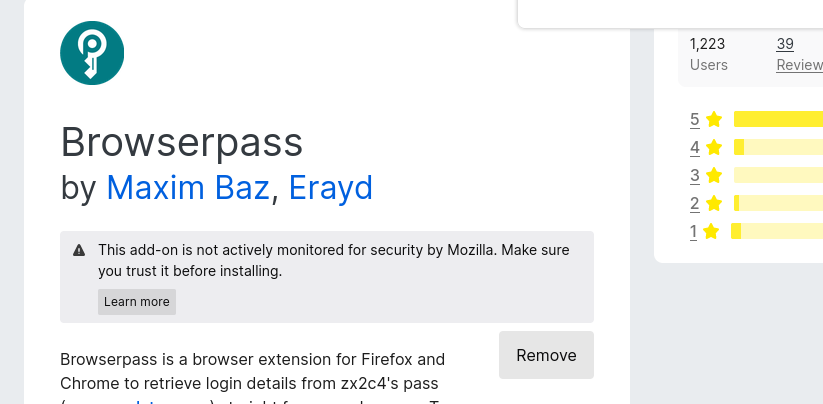 1,223
39
Users
Review
Browserpass
by Maxim Baz, Erayd
5
4
3
2
1
This add-on is not actively monitored for security by Mozilla. Make sure
you trust it before installing.
Learn more
Browserpass is a browser extension for Firefox and
Chrome to retrieve login details from zx2c4's pass
Remove